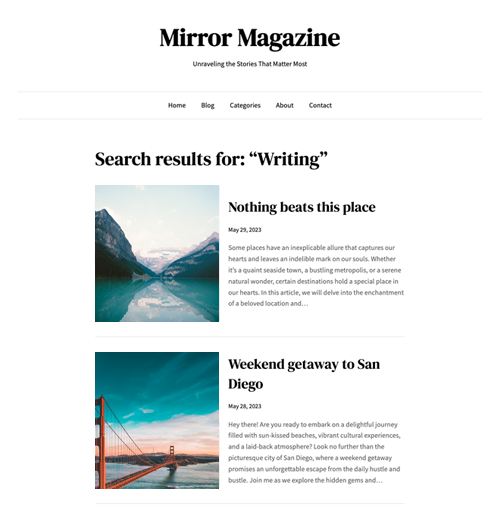 Mirror Magazine
Unraveling the Stories That Matter Most
Home Blog Categories About Contact
Search results for: “Writing”
Nothing beats this place
May 29, 2023
Some places have an inexplicable allure that captures our
hearts and leaves an indelible mark on our souls. Whether
it’s a quaint seaside town, a bustling metropolis, or a serene
natural wonder, certain destinations hold a special place in
our hearts. In this article, we will delve into the enchantment
of a beloved location and…
Weekend getaway to San
Diego
May 28, 2023
Hey there! Are you ready to embark on a delightful journey
filled with sun-kissed beaches, vibrant cultural experiences,
and a laid-back atmosphere? Look no further than the
picturesque city of San Diego, where a weekend getaway
promises an unforgettable escape from the daily hustle and
bustle. Join me as we explore the hidden gems and…